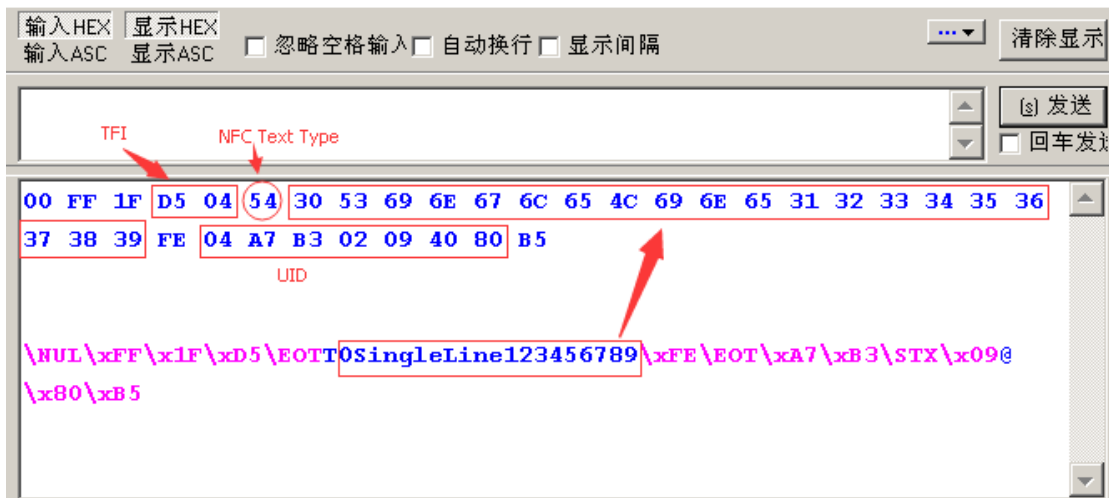 输入HEX 显示HEX
输入ASC 显示ASC
忽略空格输入 自动换行 显示间隔
... 清除显示
(s) 发送
TFI NFC Text Type
回车发
00 FF 1F D5 04 54 30 53 69 6E 67 6C 65 4C 69 6E 65 31 32 33 34 35 36
37 38 39 FE 04 A7 B3 02 09 40 80 B5
UID
\NUL\xFF\x1F\xD5\EOTT0SingleLine123456789\xFE\EOT\xA7\xB3\STX\x09@
\x80\xB5